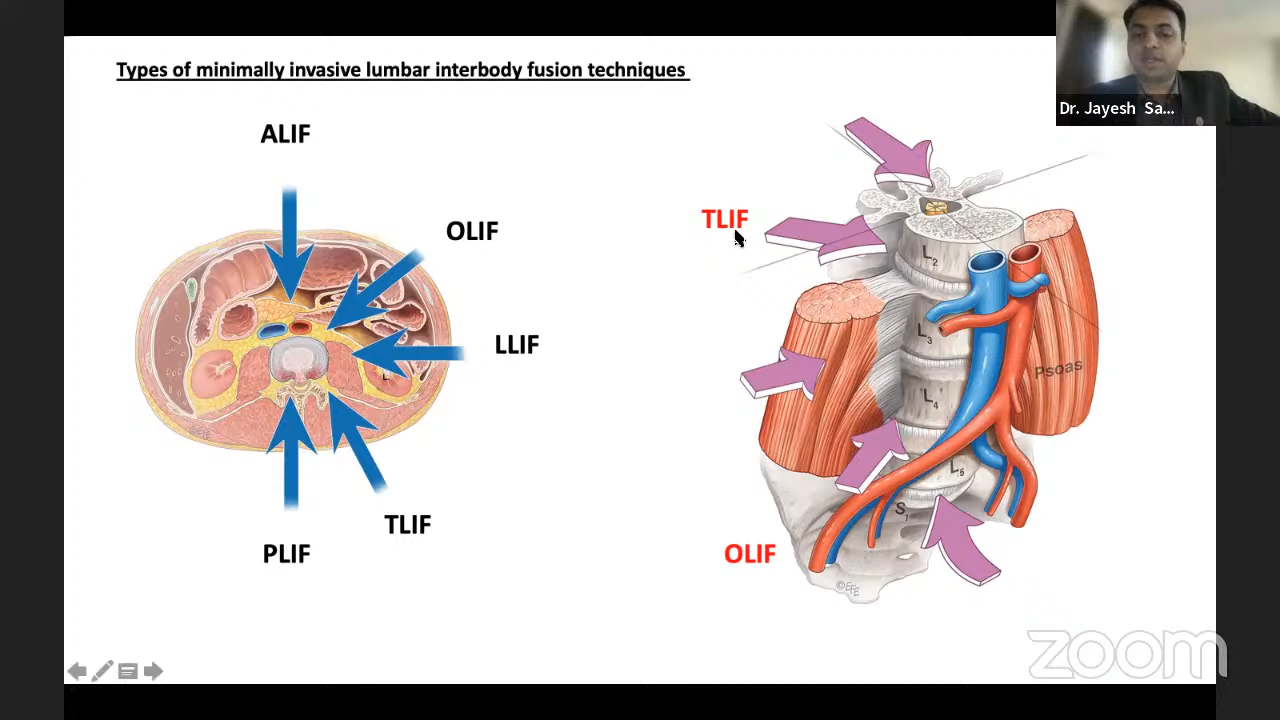 Types of minimally invasive lumbar interbody fusion techniques
Dr. Jayesh Sa...
ALIF
OLIF
LLIF
L
TLIF
PLIF
TLIF
L2
L3
L4
L5
S1
Psoas
OLIF
©EFE
zoom